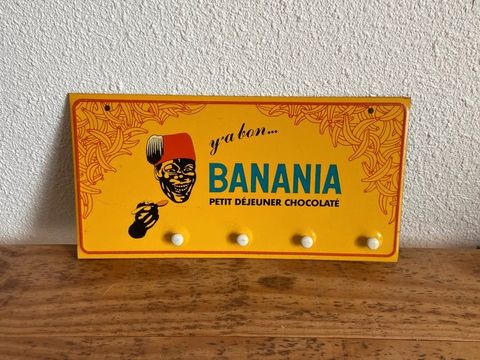 y'a bon...
BANANIA
PETIT DÉJEUNER CHOCOLATÉ